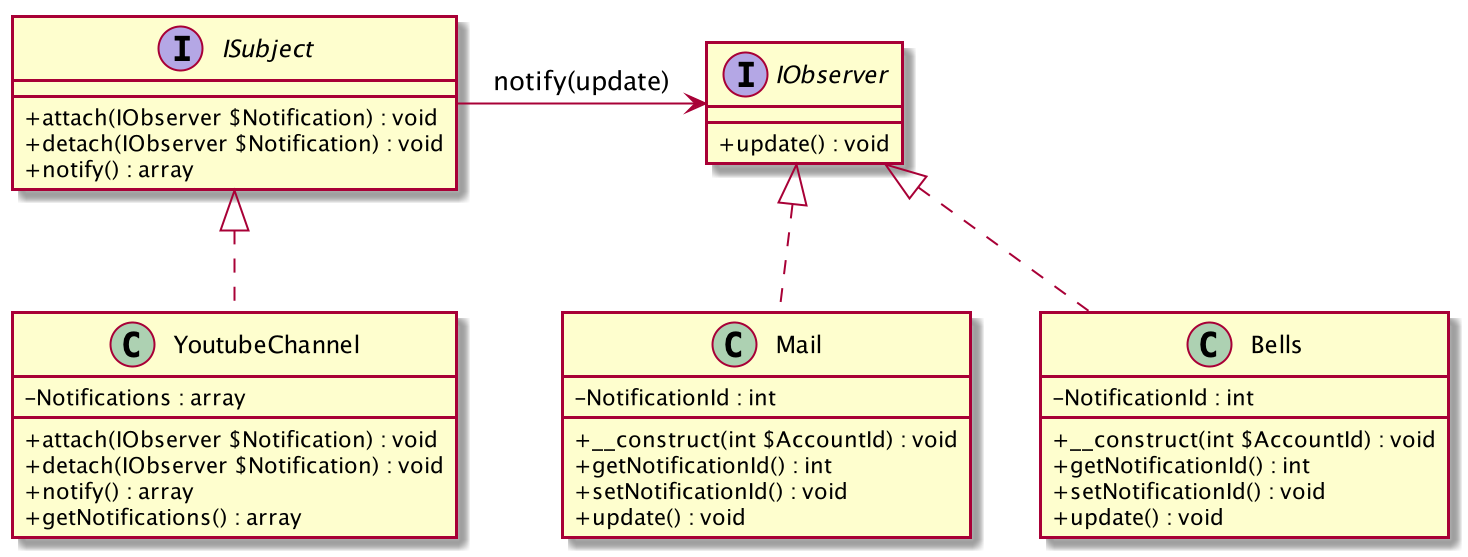 I ISubject
+attach(IObserver $Notification) : void
+detach(IObserver $Notification) : void
+notify() : array
notify(update)
I IObserver
+update() : void
C YoutubeChannel
-Notifications : array
+attach(IObserver $Notification) : void
+detach(IObserver $Notification) : void
+notify() : array
+getNotifications() : array
C Mail
-NotificationId : int
+__construct(int $AccountId) : void
+getNotificationId() : int
+setNotificationId() : void
+update() : void
C Bells
-NotificationId : int
+__construct(int $AccountId) : void
+getNotificationId() : int
+setNotificationId() : void
+update() : void